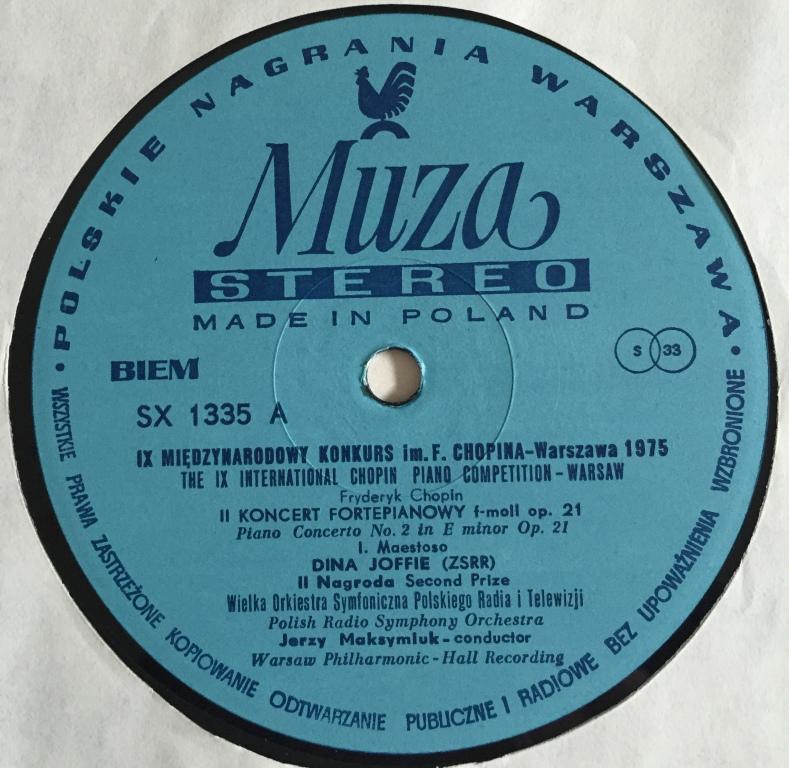 POLSKIE NAGRANIA WARSZAWA
Muza
STEREO
MADE IN POLAND
BIEM
S 33
SX 1335 A
IX MIĘDZYNARODOWY KONKURS im. F. CHOPINA-Warszawa 1975
THE IX INTERNATIONAL CHOPIN PIANO COMPETITION - WARSAW
Fryderyk Chopin
II KONCERT FORTEPIANOWY f-moll op. 21
Piano Concerto No. 2 in E minor Op. 21
I. Maestoso
DINA JOFFIE (ZSRR)
II Nagroda Second Prize
Wielka Orkiestra Symfoniczna Polskiego Radia i Telewizji
Polish Radio Symphony Orchestra
Jerzy Maksymiuk - conductor
Warsaw Philharmonic - Hall Recording
• WSZYSTKIE PRAWA ZASTRZEŻONE KOPIOWANIE ODTWARZANIE PUBLICZNE I RADIOWE BEZ UPOWAŻNIENIA WZBRONIONE •